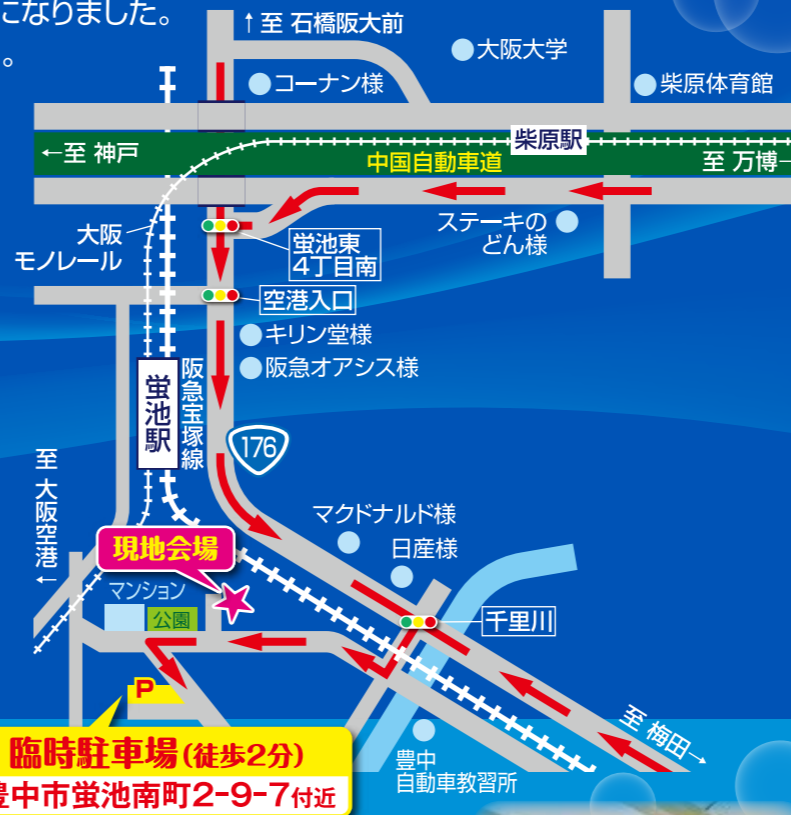 になりました。
。
↑至 石橋阪大前
大阪大学
コーナン様
柴原体育館
←至 神戸
中国自動車道
柴原駅
至 万博→
大阪
モノレール
ステーキの
どん様
蛍池東
4丁目南
空港入口
キリン堂様
阪急オアシス様
蛍池駅
阪急宝塚線
176
至 大阪空港←
マクドナルド様
日産様
現地会場
マンション
公園
千里川
P
至 梅田→
臨時駐車場(徒歩2分)
豊中市蛍池南町2-9-7付近
豊中
自動車教習所